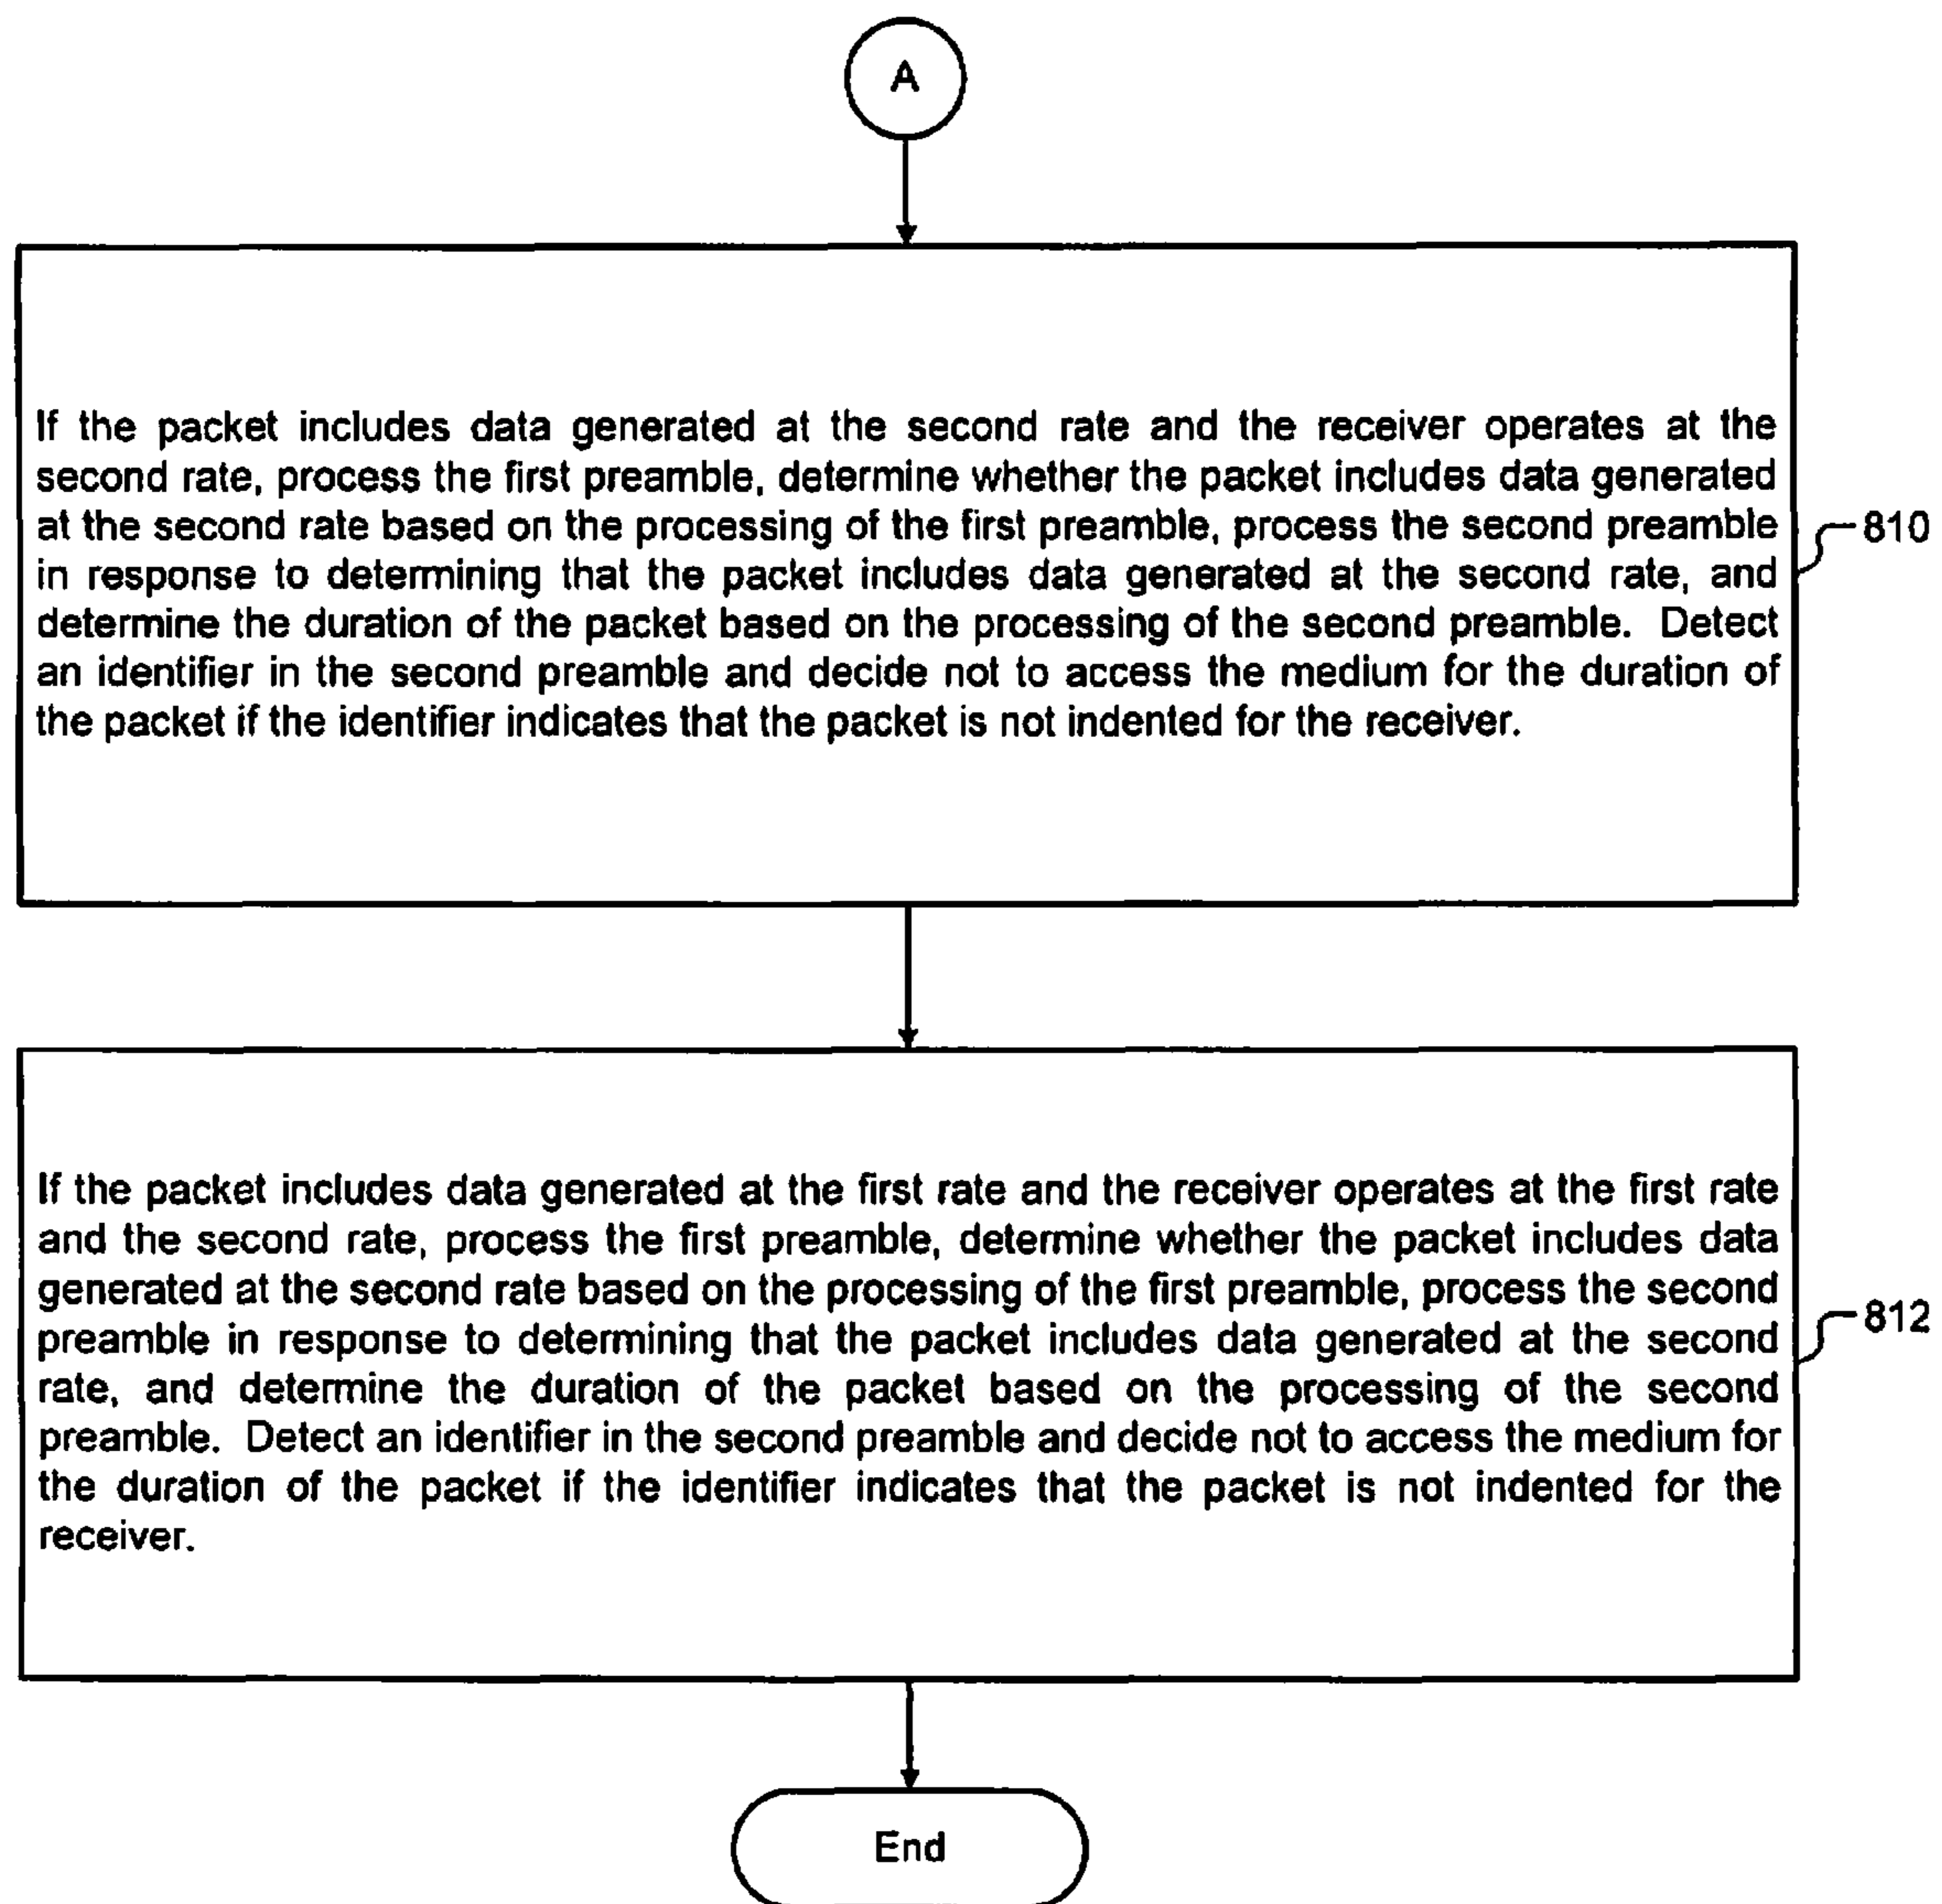 A
If the packet includes data generated at the second rate and the receiver operates at the
second rate, process the first preamble, determine whether the packet includes data generated
at the second rate based on the processing of the first preamble, process the second preamble
in response to determining that the packet includes data generated at the second rate, and
determine the duration of the packet based on the processing of the second preamble. Detect
an identifier in the second preamble and decide not to access the medium for the duration of
the packet if the identifier indicates that the packet is not indented for the receiver.
810
If the packet includes data generated at the first rate and the receiver operates at the first rate
and the second rate, process the first preamble, determine whether the packet includes data
generated at the second rate based on the processing of the first preamble, process the second
preamble in response to determining that the packet includes data generated at the second
rate, and determine the duration of the packet based on the processing of the second
preamble. Detect an identifier in the second preamble and decide not to access the medium for
the duration of the packet if the identifier indicates that the packet is not indented for the
receiver.
812
End